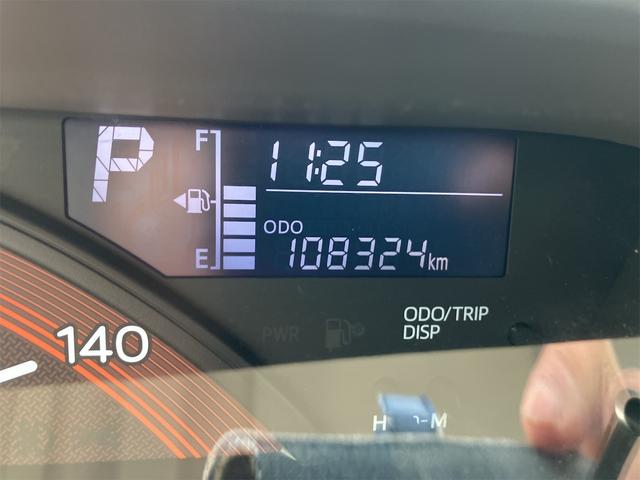 P
F
11:25
E
ODO
108324km
140
PWR
ODO/TRIP
DISP
H
-M